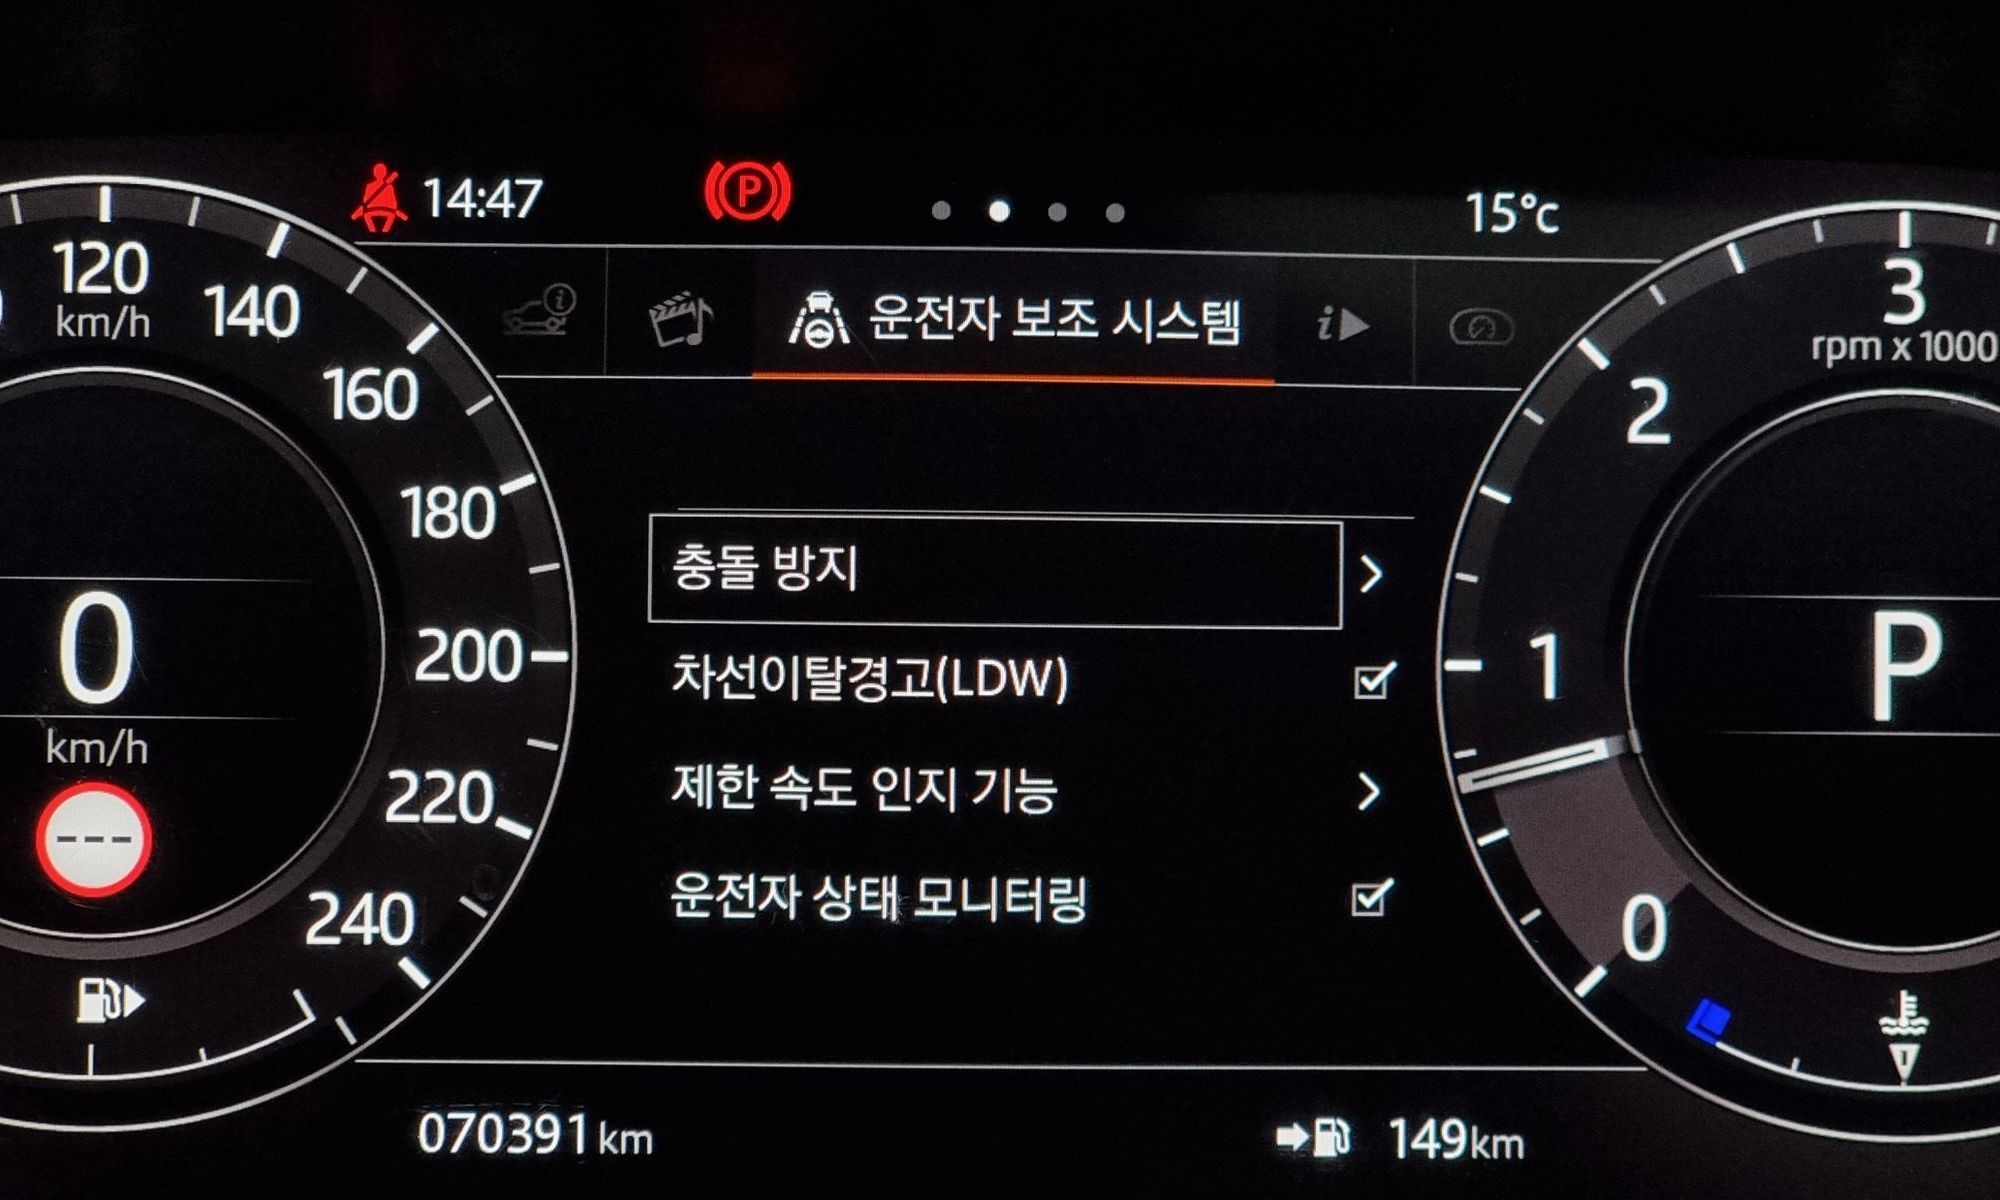 14:47
P
15°c
운전자 보조 시스템
i
i
120
km/h
140
160
180
200
220
240
0
km/h
---
충돌 방지
차선이탈경고(LDW)
제한 속도 인지 기능
운전자 상태 모니터링
3
rpm x 1000
2
1
0
P
070391 km
149km